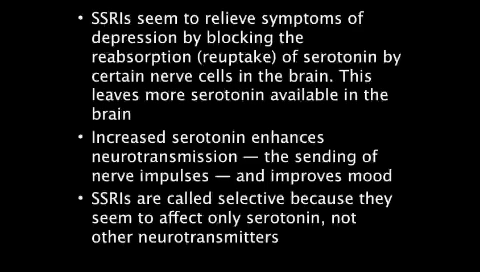 • SSRIs seem to relieve symptoms of
depression by blocking the
reabsorption (reuptake) of serotonin by
certain nerve cells in the brain. This
leaves more serotonin available in the
brain
• Increased serotonin enhances
neurotransmission — the sending of
nerve impulses — and improves mood
• SSRIs are called selective because they
seem to affect only serotonin, not
other neurotransmitters